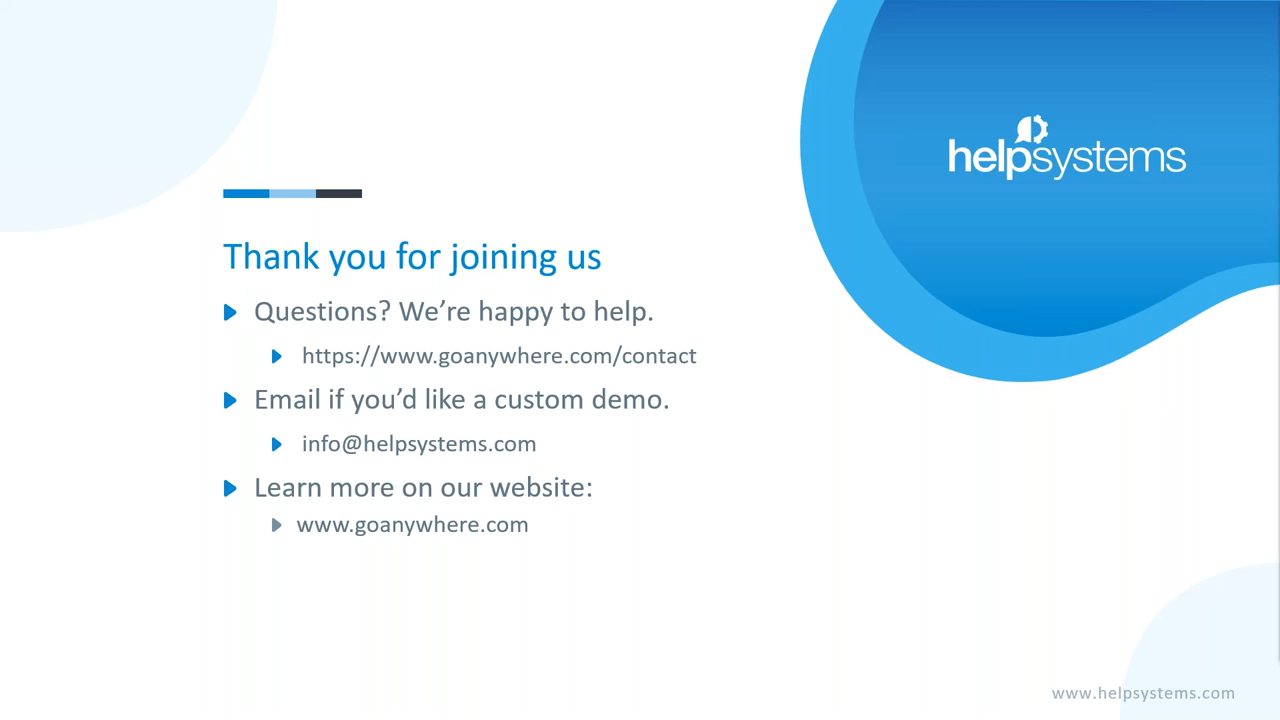 helpsystems
Thank you for joining us
Questions? We’re happy to help.
https://www.goanywhere.com/contact
Email if you’d like a custom demo.
info@helpsystems.com
Learn more on our website:
www.goanywhere.com
www.helpsystems.com